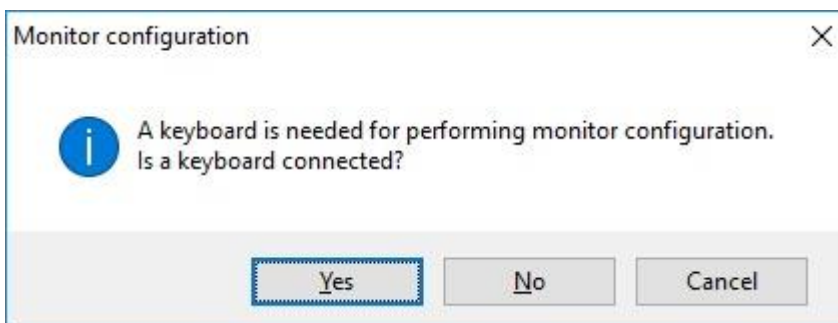 Monitor configuration
A keyboard is needed for performing monitor configuration.
Is a keyboard connected?
Yes
No
Cancel